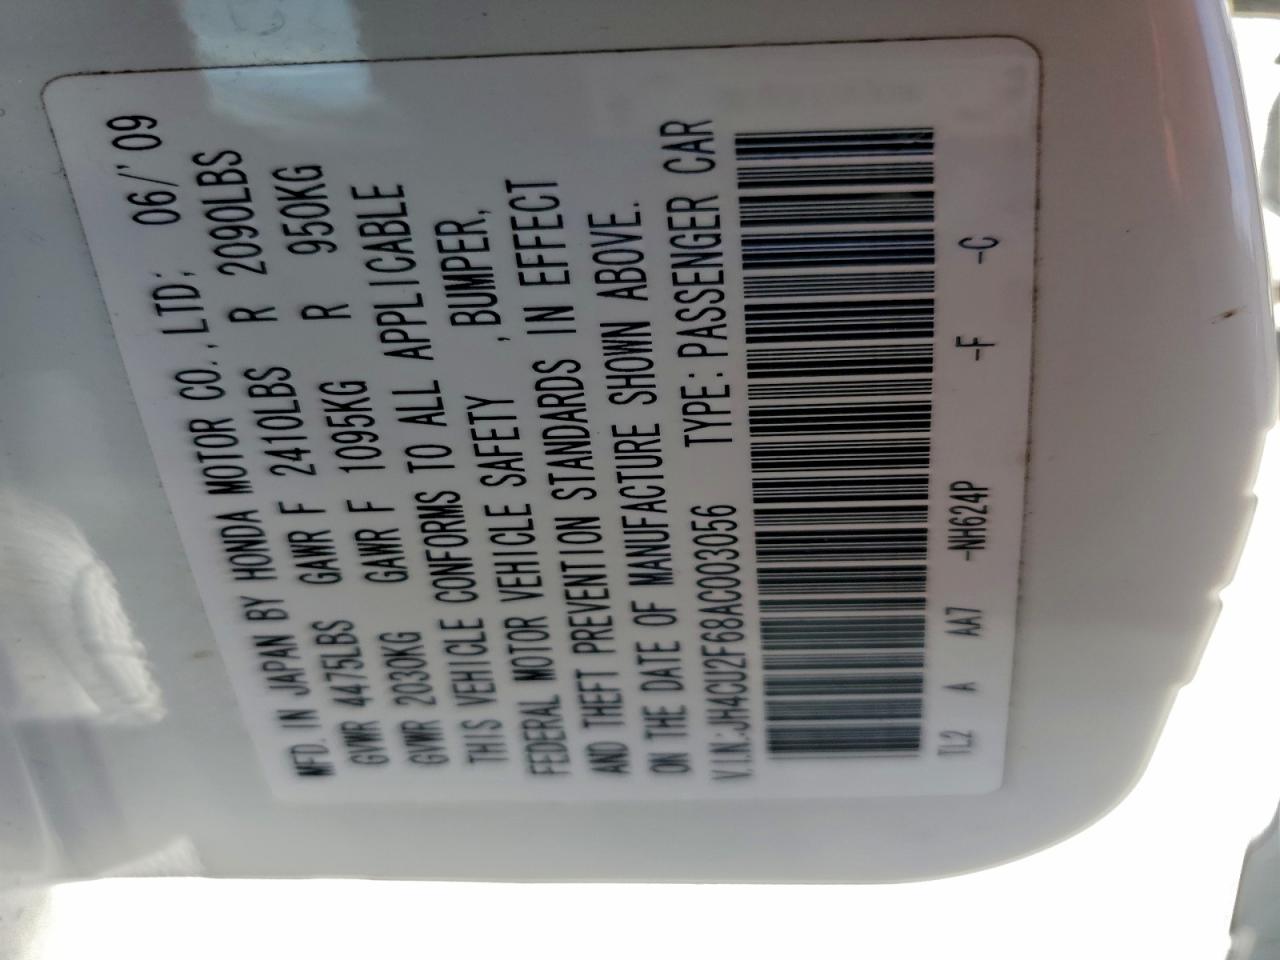 MFD. IN JAPAN BY HONDA MOTOR CO., LTD; 06/"09
GVWR 4475LBS GAWR F 2410LBS R 2090LBS
GVWR 2030KG GAWR F 1095KG R 950KG
THIS VEHICLE CONFORMS TO ALL APPLICABLE
FEDERAL MOTOR VEHICLE SAFETY , BUMPER,
AND THEFT PREVENTION STANDARDS IN EFFECT
ON THE DATE OF MANUFACTURE SHOWN ABOVE.
V.I.N.:JH4CU2F68AC003056 TYPE:PASSENGER CAR
TL2 A AA7 -NH624P -F -C